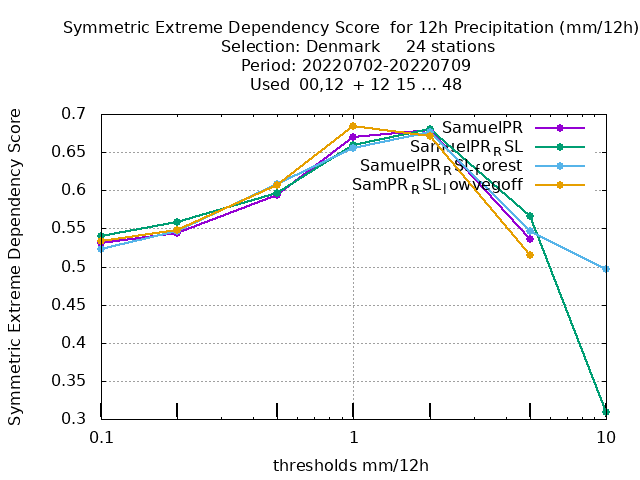 Symmetric Extreme Dependency Score for 12h Precipitation (mm/12h)
Selection: Denmark 24 stations
Period: 20220702-20220709
Used 00,12 + 12 15 ... 48
Symmetric Extreme Dependency Score
0.7
0.65
0.6
0.55
0.5
0.45
0.4
0.35
0.3
SamuelPR
SamuelPR_RSL
SamuelPR_RSL_forest
SamPR_RSL_lowvegoff
0.1
1
10
thresholds mm/12h